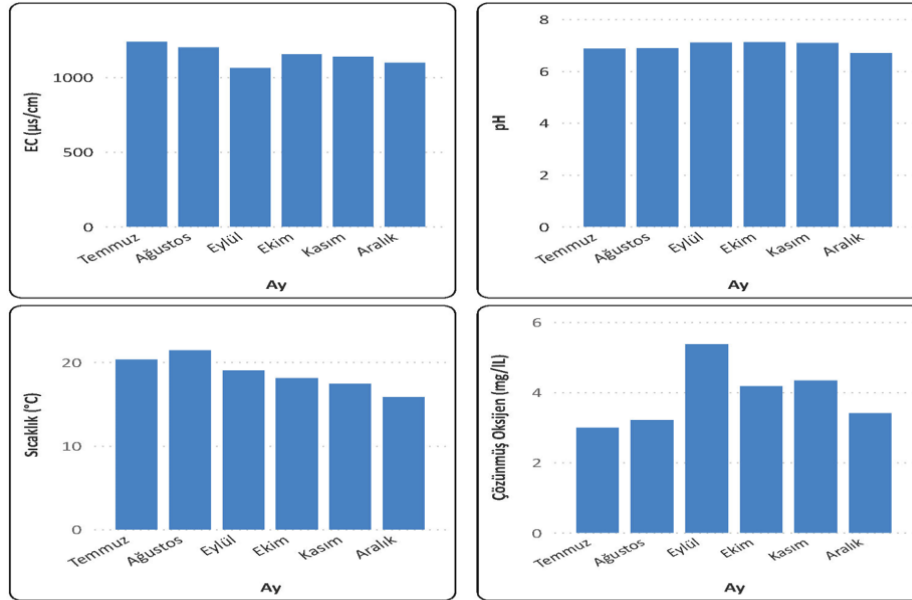 EC (µs/cm)
1000
500
0
Temmuz
Ağustos
Eylül
Ekim
Kasım
Aralık
Ay
pH
8
6
4
2
0
Temmuz
Ağustos
Eylül
Ekim
Kasım
Aralık
Ay
Sıcaklık (°C)
20
10
0
Temmuz
Ağustos
Eylül
Ekim
Kasım
Aralık
Ay
Çözünmüş Oksijen (mg/lL)
6
4
2
0
Temmuz
Ağustos
Eylül
Ekim
Kasım
Aralık
Ay